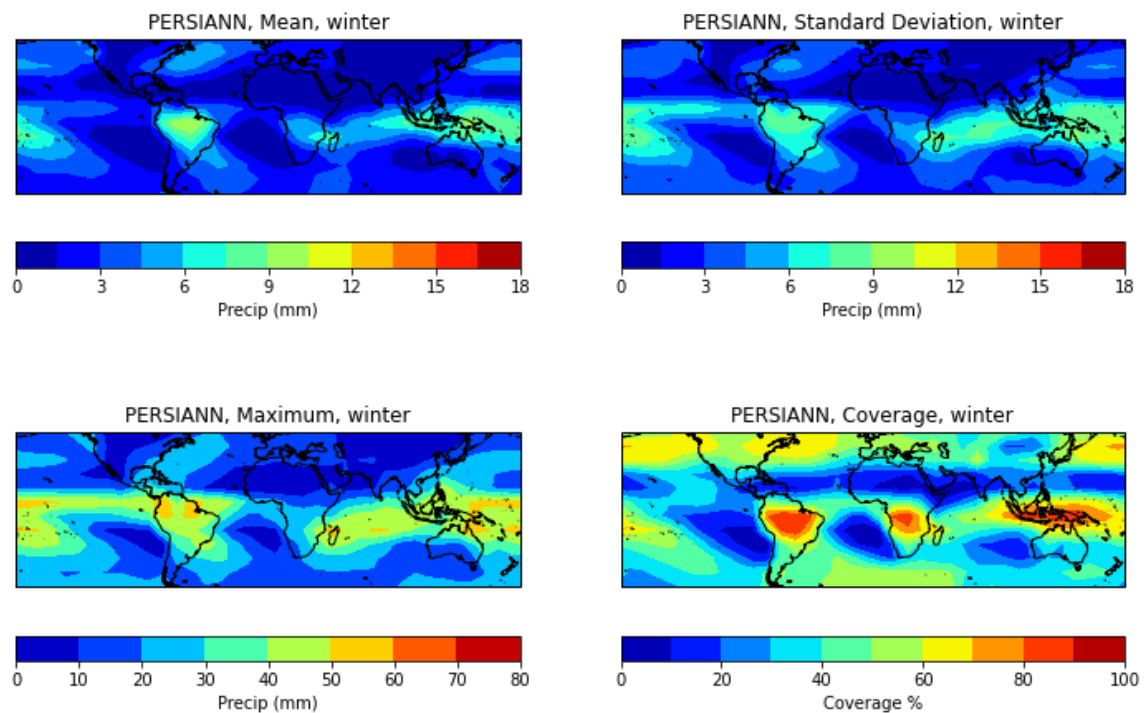 PERSIANN, Mean, winter
PERSIANN, Standard Deviation, winter
0 3 6 9 12 15 18
Precip (mm)
0 3 6 9 12 15 18
Precip (mm)
PERSIANN, Maximum, winter
PERSIANN, Coverage, winter
0 10 20 30 40 50 60 70 80
Precip (mm)
0 20 40 60 80 100
Coverage %